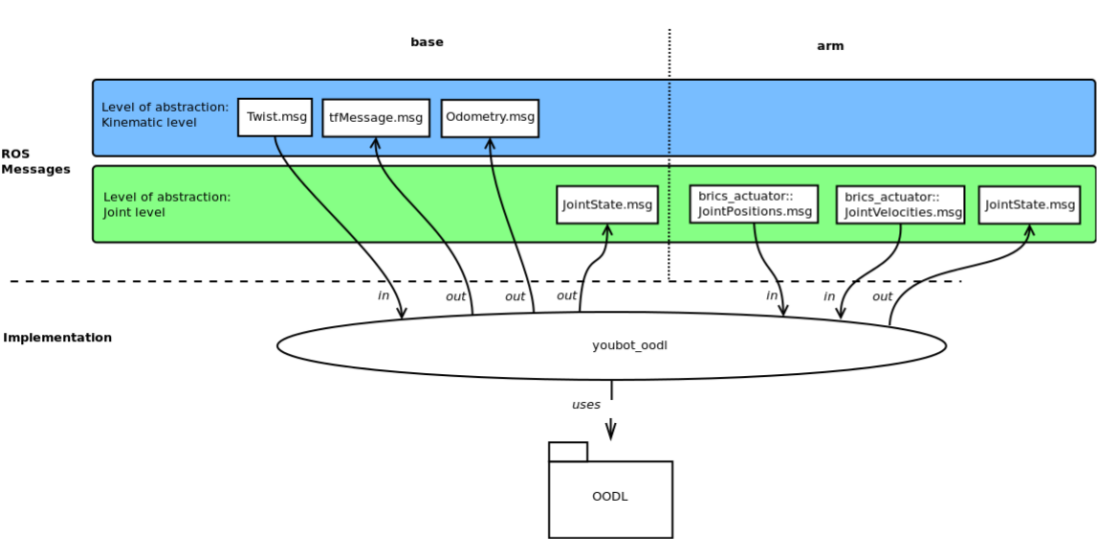 base
arm
Level of abstraction:
Kinematic level
Twist.msg
tfMessage.msg
Odometry.msg
ROS
Messages
Level of abstraction:
Joint level
JointState.msg
brics_actuator::
JointPositions.msg
brics_actuator::
JointVelocities.msg
JointState.msg
in
out
out
out
in
in
out
Implementation
youbot_oodl
uses
OODL